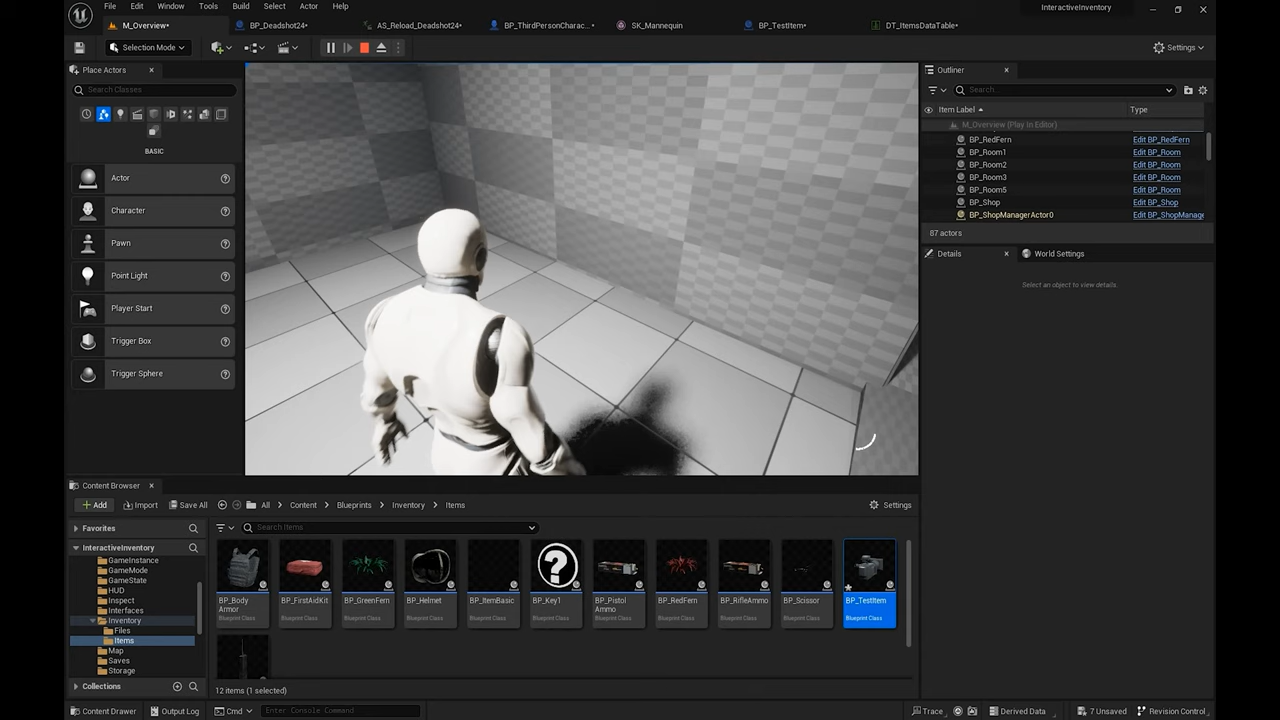 File Edit Window Tools Build Select Actor Help
InteractiveInventory
M_Overview*
BP_Deadshot24*
AS_Reload_Deadshot24*
BP_ThirdPersonCharac...*
SK_Mannequin
BP_TestItem*
DT_ItemsDataTable*
Selection Mode
Settings
Place Actors
Search Classes
BASIC
Actor
Character
Pawn
Point Light
Player Start
Trigger Box
Trigger Sphere
Outliner
Search...
Item Label
Type
M_Overview (Play In Editor)
BP_RedFern Edit BP_RedFern
BP_Room1 Edit BP_Room
BP_Room2 Edit BP_Room
BP_Room3 Edit BP_Room
BP_Room5 Edit BP_Room
BP_Shop Edit BP_Shop
BP_ShopManagerActor0 Edit BP_ShopManage
87 actors
Details
World Settings
Select an object to view details.
Content Browser
Add
Import
Save All
All
Content
Blueprints
Inventory
Items
Settings
Favorites
InteractiveInventory
GameInstance
GameMode
GameState
HUD
Inspect
Interfaces
Inventory
Files
Items
Map
Saves
Storage
Collections
Search Items
BP_Body
Armor
Blueprint Class
BP_FirstAidKit
Blueprint Class
BP_GreenFern
Blueprint Class
BP_Helmet
Blueprint Class
BP_ItemBasic
Blueprint Class
BP_Key1
Blueprint Class
BP_Pistol
Ammo
Blueprint Class
BP_RedFern
Blueprint Class
BP_RifleAmmo
Blueprint Class
BP_Scissor
Blueprint Class
BP_TestItem
Blueprint Class
12 items (1 selected)
Content Drawer
Output Log
Cmd
Enter Console Command
Trace
Derived Data
7 Unsaved
Revision Control